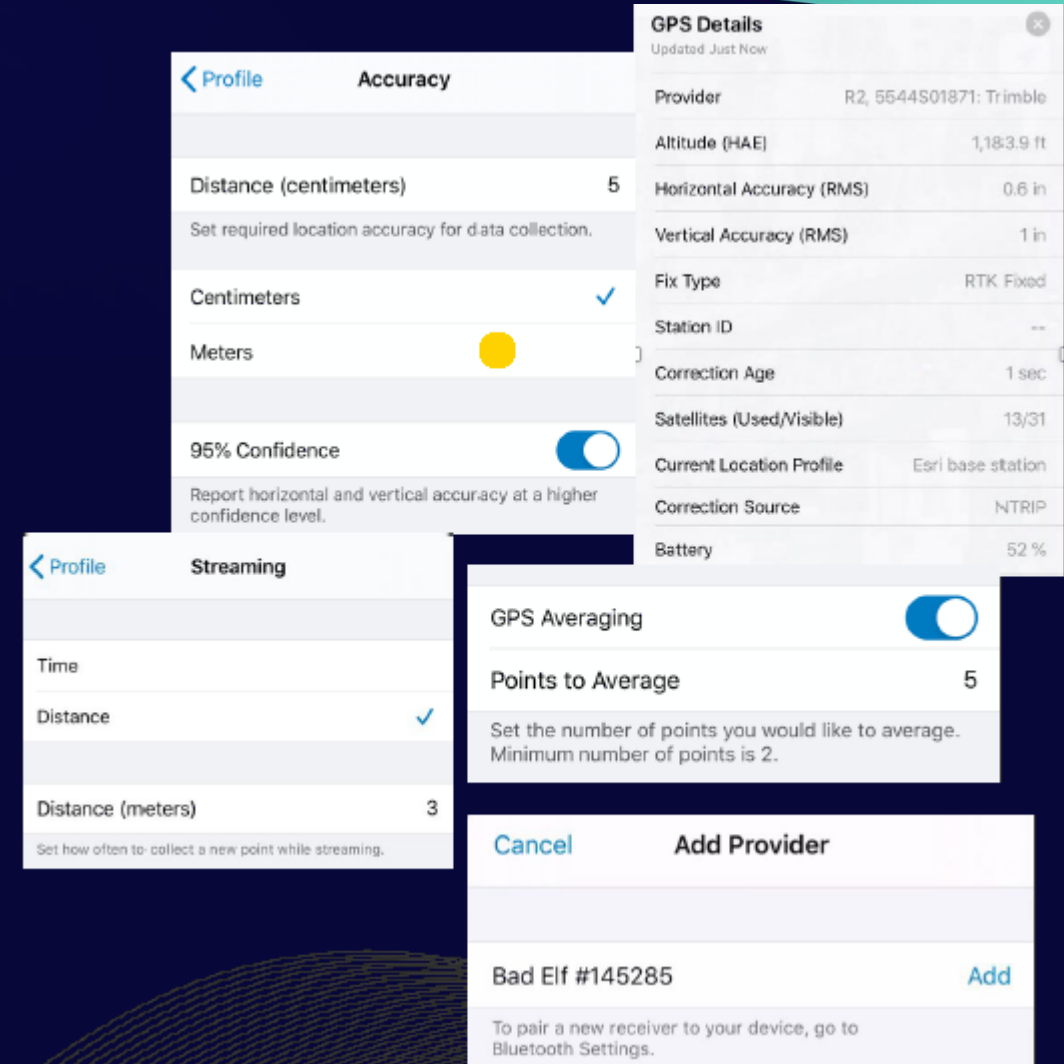 Profile
Accuracy
Distance (centimeters) 5
Set required location accuracy for data collection.
Centimeters
Meters
95% Confidence
Report horizontal and vertical accuracy at a higher
confidence level.
GPS Details
Updated Just Now
Provider R2, 5544S01871: Trimble
Altitude (HAE) 1,183.9 ft
Horizontal Accuracy (RMS) 0.6 in
Vertical Accuracy (RMS) 1 in
Fix Type RTK Fixed
Station ID --
Correction Age 1 sec
Satellites (Used/Visible) 13/31
Current Location Profile Esri base station
Correction Source NTRIP
Battery 52 %
Profile
Streaming
Time
Distance
Distance (meters) 3
Set how often to collect a new point while streaming.
GPS Averaging
Points to Average 5
Set the number of points you would like to average.
Minimum number of points is 2.
Cancel
Add Provider
Bad Elf #145285 Add
To pair a new receiver to your device, go to
Bluetooth Settings.